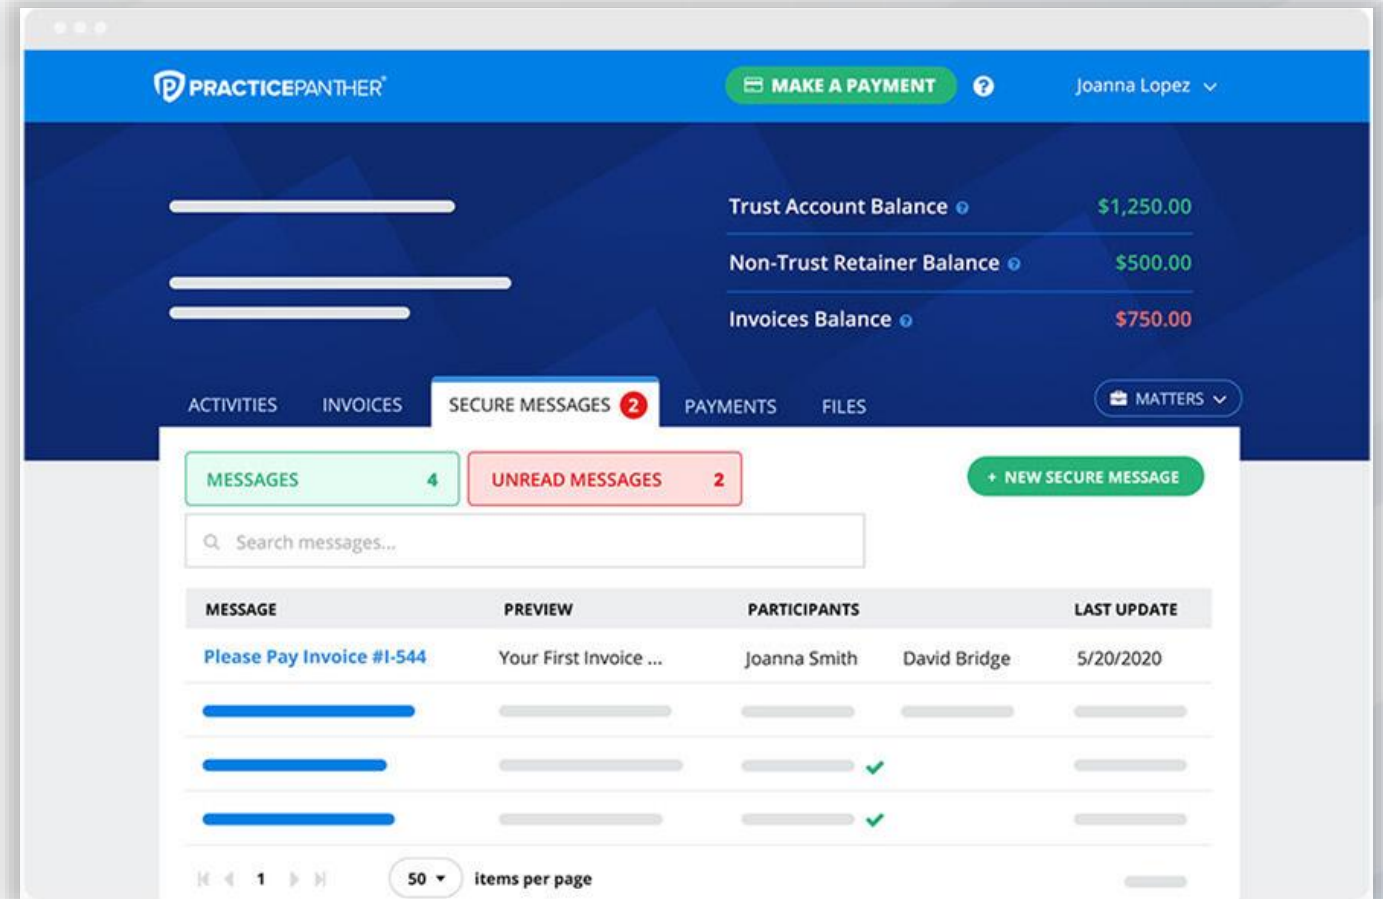 PRACTICEPANTHER®
MAKE A PAYMENT ? Joanna Lopez
Trust Account Balance ? $1,250.00
Non-Trust Retainer Balance ? $500.00
Invoices Balance ? $750.00
ACTIVITIES INVOICES SECURE MESSAGES 2 PAYMENTS FILES MATTERS
MESSAGES 4 UNREAD MESSAGES 2 + NEW SECURE MESSAGE
Search messages...
MESSAGE PREVIEW PARTICIPANTS LAST UPDATE
Please Pay Invoice #I-544 Your First Invoice ... Joanna Smith David Bridge 5/20/2020
1 50 items per page